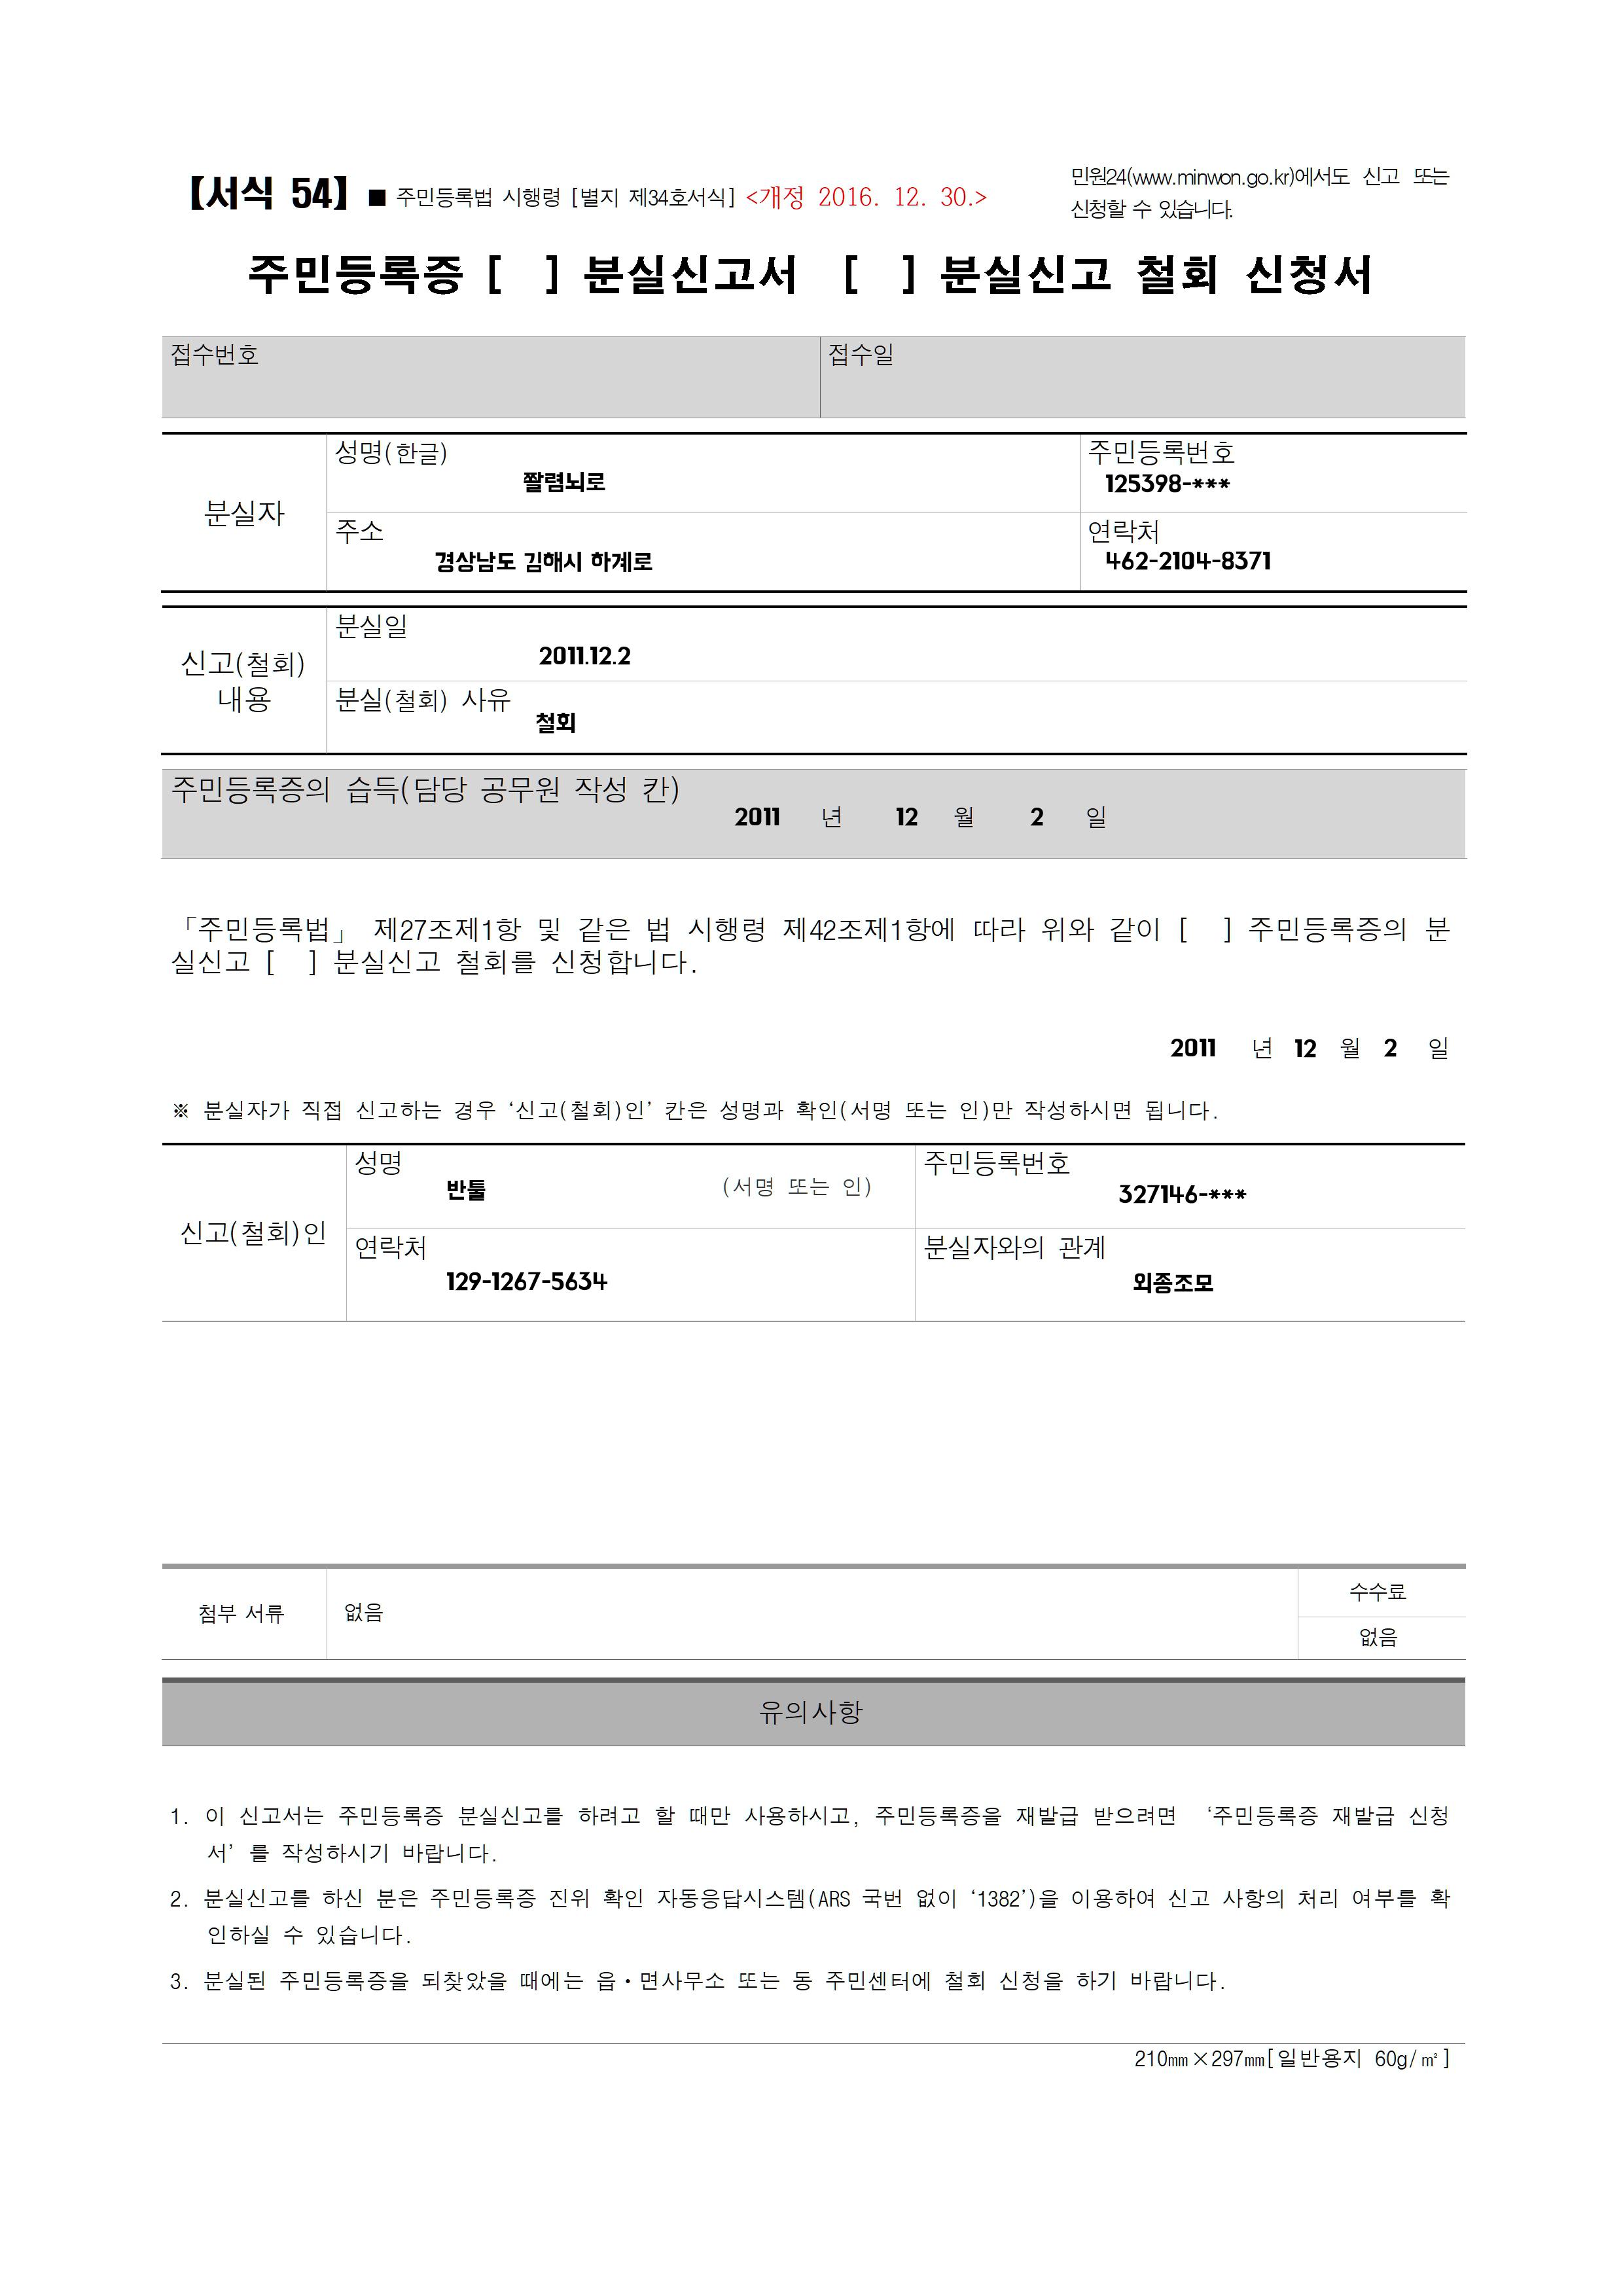 【서식 54】 ■ 주민등록법 시행령 [별지 제34호서식] <개정 2016. 12. 30.>
민원24(www.minwon.go.kr)에서도 신고 또는
신청할 수 있습니다.
주민등록증 [ ] 분실신고서 [ ] 분실신고 철회 신청서
접수번호 접수일
분실자
성명(한글) 주민등록번호
짤렴뇌로 125398-***
주소 연락처
경상남도 김해시 하계로 462-2104-8371
신고(철회)
내용
분실일
2011.12.2
분실(철회) 사유
철회
주민등록증의 습득(담당 공무원 작성 칸)
2011 년 12 월 2 일
「주민등록법」 제27조제1항 및 같은 법 시행령 제42조제1항에 따라 위와 같이 [ ] 주민등록증의 분
실신고 [ ] 분실신고 철회를 신청합니다.
2011 년 12 월 2 일
※ 분실자가 직접 신고하는 경우 ‘신고(철회)인’ 칸은 성명과 확인(서명 또는 인)만 작성하시면 됩니다.
신고(철회)인
성명 주민등록번호
반툴 (서명 또는 인) 327146-***
연락처 분실자와의 관계
129-1267-5634 외종조모
첨부 서류 없음 수수료
없음
유의사항
1. 이 신고서는 주민등록증 분실신고를 하려고 할 때만 사용하시고, 주민등록증을 재발급 받으려면 ‘주민등록증 재발급 신청
서’를 작성하시기 바랍니다.
2. 분실신고를 하신 분은 주민등록증 진위 확인 자동응답시스템(ARS 국번 없이 ‘1382’)을 이용하여 신고 사항의 처리 여부를 확
인하실 수 있습니다.
3. 분실된 주민등록증을 되찾았을 때에는 읍·면사무소 또는 동 주민센터에 철회 신청을 하기 바랍니다.
210㎜×297㎜[일반용지 60g/㎡]